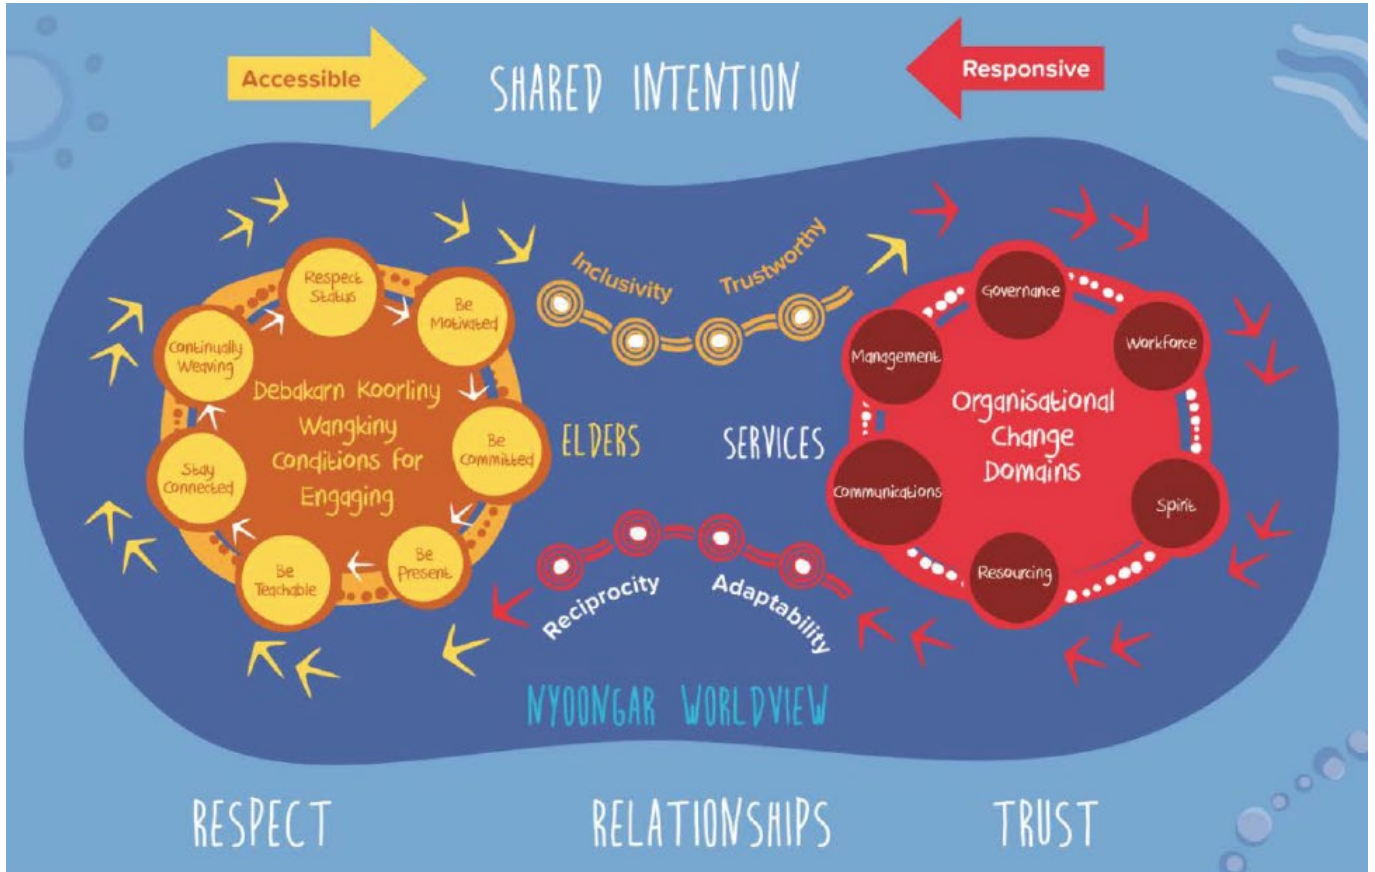 Accessible
SHARED INTENTION
Responsive
Inclusivity
Trustworthy
Respect
Status
Be
Motivated
Be
Committed
Be
Present
Be
Teachable
Stay
Connected
Continually
Weaving
Debakarn Koorliny
Wangkiny
Conditions for
Engaging
ELDERS
SERVICES
Governance
Workforce
Spirit
Resourcing
Communications
Management
Organisational
Change
Domains
Reciprocity
Adaptability
NYOONGAR WORLDVIEW
RESPECT
RELATIONSHIPS
TRUST